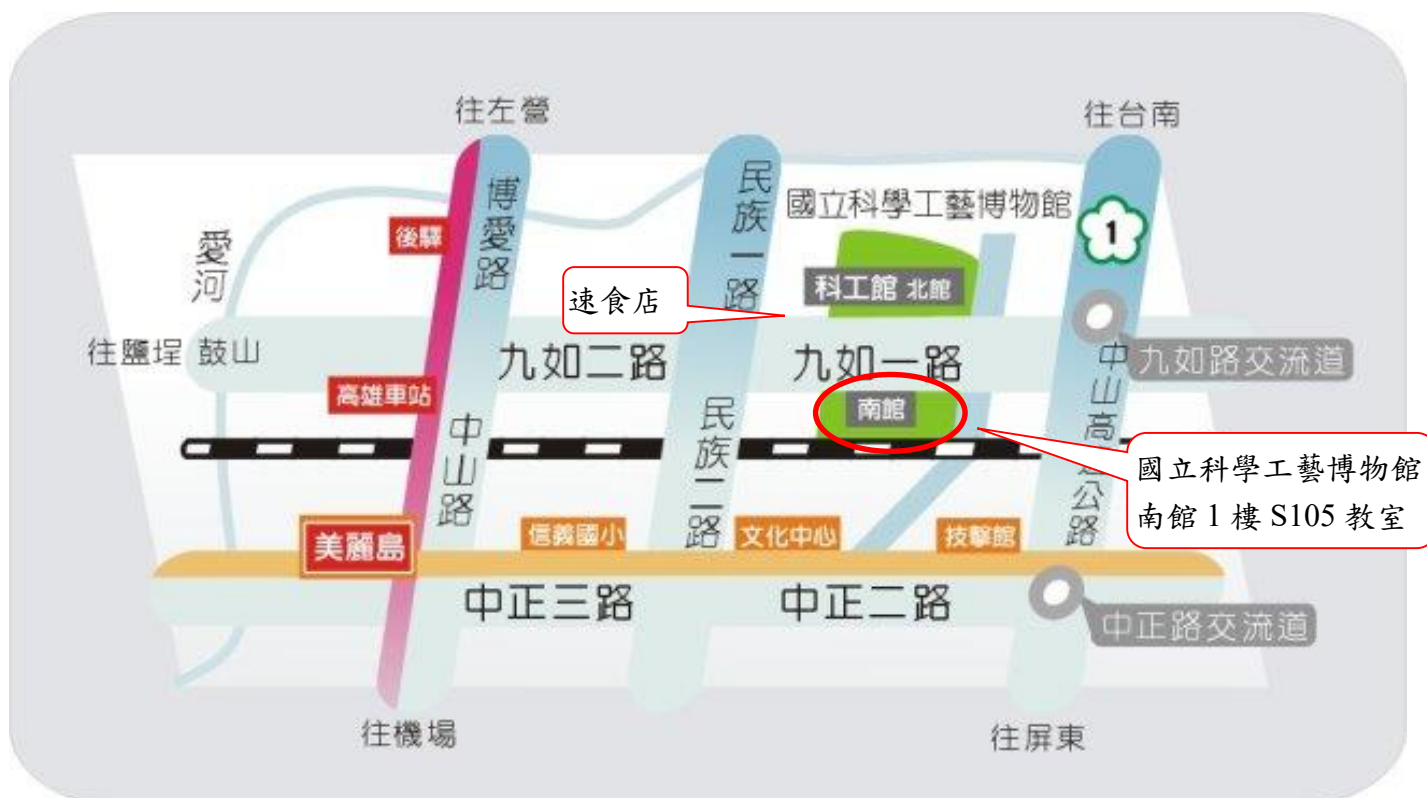 往左營
往台南
博愛路
民族一路
國立科學工藝博物館
1
後驛
愛河
科工館 北館
速食店
往鹽埕 鼓山
九如二路
九如一路
九如路交流道
高雄車站
南館
中山路
民族二路
中山高
公路
國立科學工藝博物館
南館 1 樓 S105 教室
美麗島
信義國小
文化中心
技擊館
中正三路
中正二路
中正路交流道
往機場
往屏東